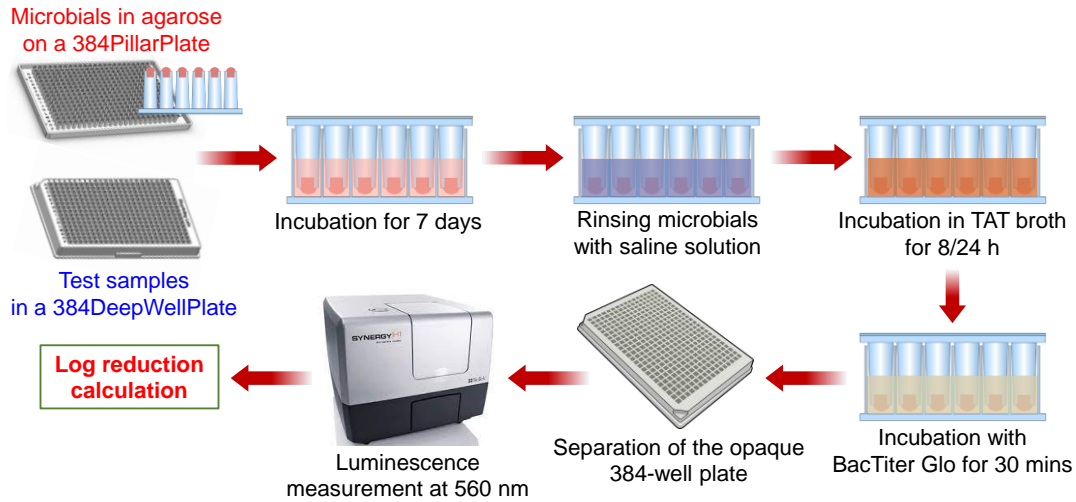 Microbials in agarose
on a 384PillarPlate
Test samples
in a 384DeepWellPlate
Incubation for 7 days
Rinsing microbials
with saline solution
Incubation in TAT broth
for 8/24 h
Incubation with
BacTiter Glo for 30 mins
Separation of the opaque
384-well plate
SYNERGY H1
Luminescence
measurement at 560 nm
Log reduction
calculation